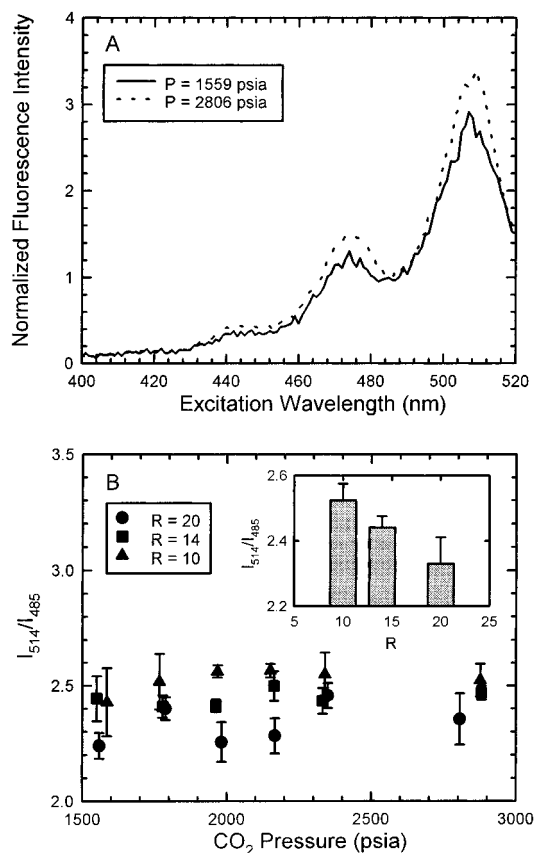 A
P = 1559 psia
P = 2806 psia
Normalized Fluorescence Intensity
4
3
2
1
0
400 420 440 460 480 500 520
Excitation Wavelength (nm)
B
R = 20
R = 14
R = 10
I514/I485
3.5
3.0
2.5
2.0
1500 2000 2500 3000
CO2 Pressure (psia)
I514/I485
2.6
2.4
2.2
5 10 15 20 25
R